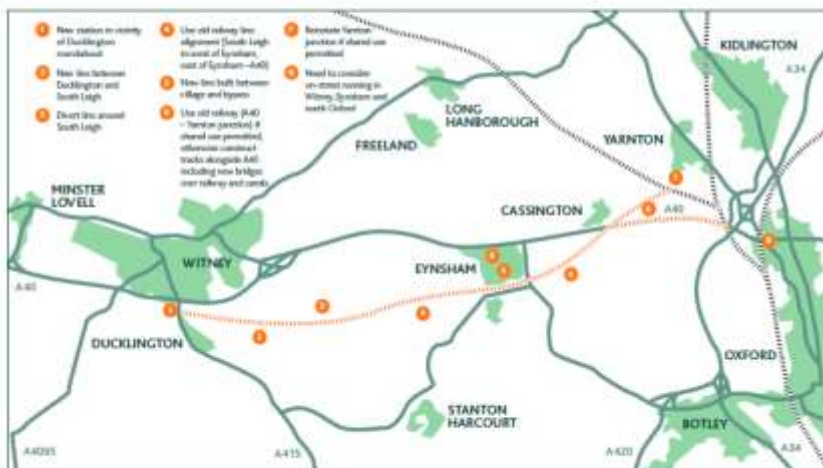 1 New station in vicinity
of Ducklington
roundabout
2 New line between
Ducklington and
South Leigh
3 Divert line around
South Leigh
4 Use old railway line
alignment (South Leigh
to west of Eynsham,
east of Eynsham –A40)
5 New line built between
village and bypass
6 Use old railway (A40
– Yarnton junction) if
shared use permitted,
otherwise construct
tracks alongside A40
including new bridges
over railway and canals
7 Reinstate Yarnton
junction if shared use
permitted
8 Need to consider
on-street running in
Witney, Eynsham and
north Oxford
KIDLINGTON
A34
LONG
HANBOROUGH
FREELAND
YARNTON
MINSTER
LOVELL
CASSINGTON
A40
WITNEY
EYNSHAM
A40
DUCKLINGTON
OXFORD
STANTON
HARCOURT
BOTLEY
A4095
A415
A420
A34